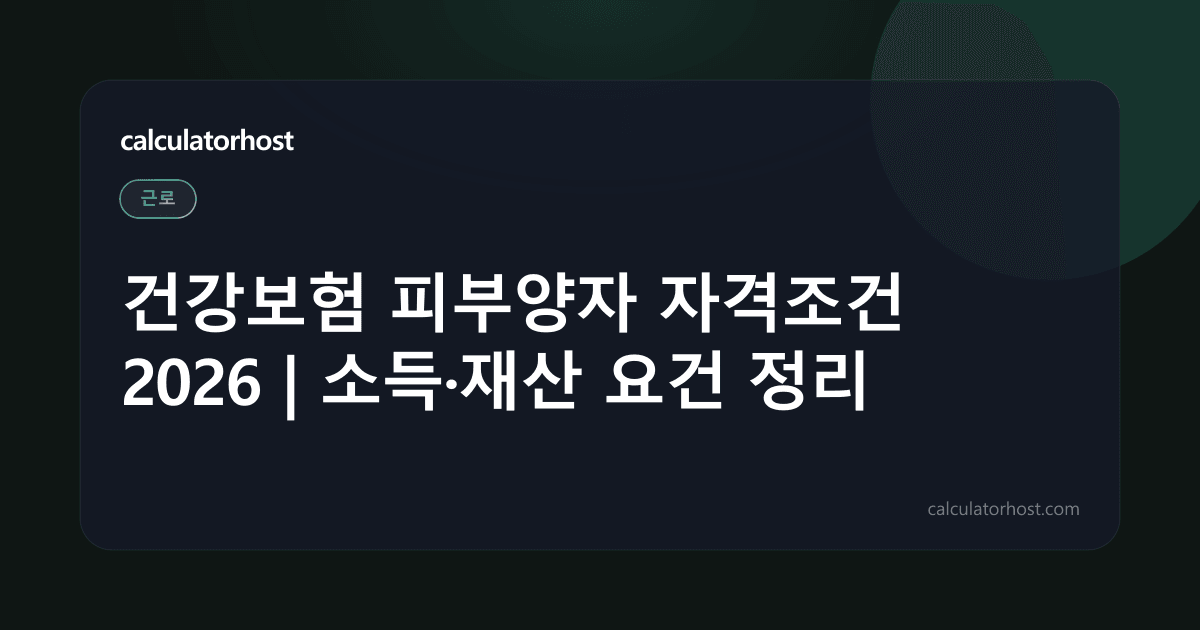 calculatorhost
근로
건강보험 피부양자 자격조건
2026 | 소득·재산 요건 정리
calculatorhost.com